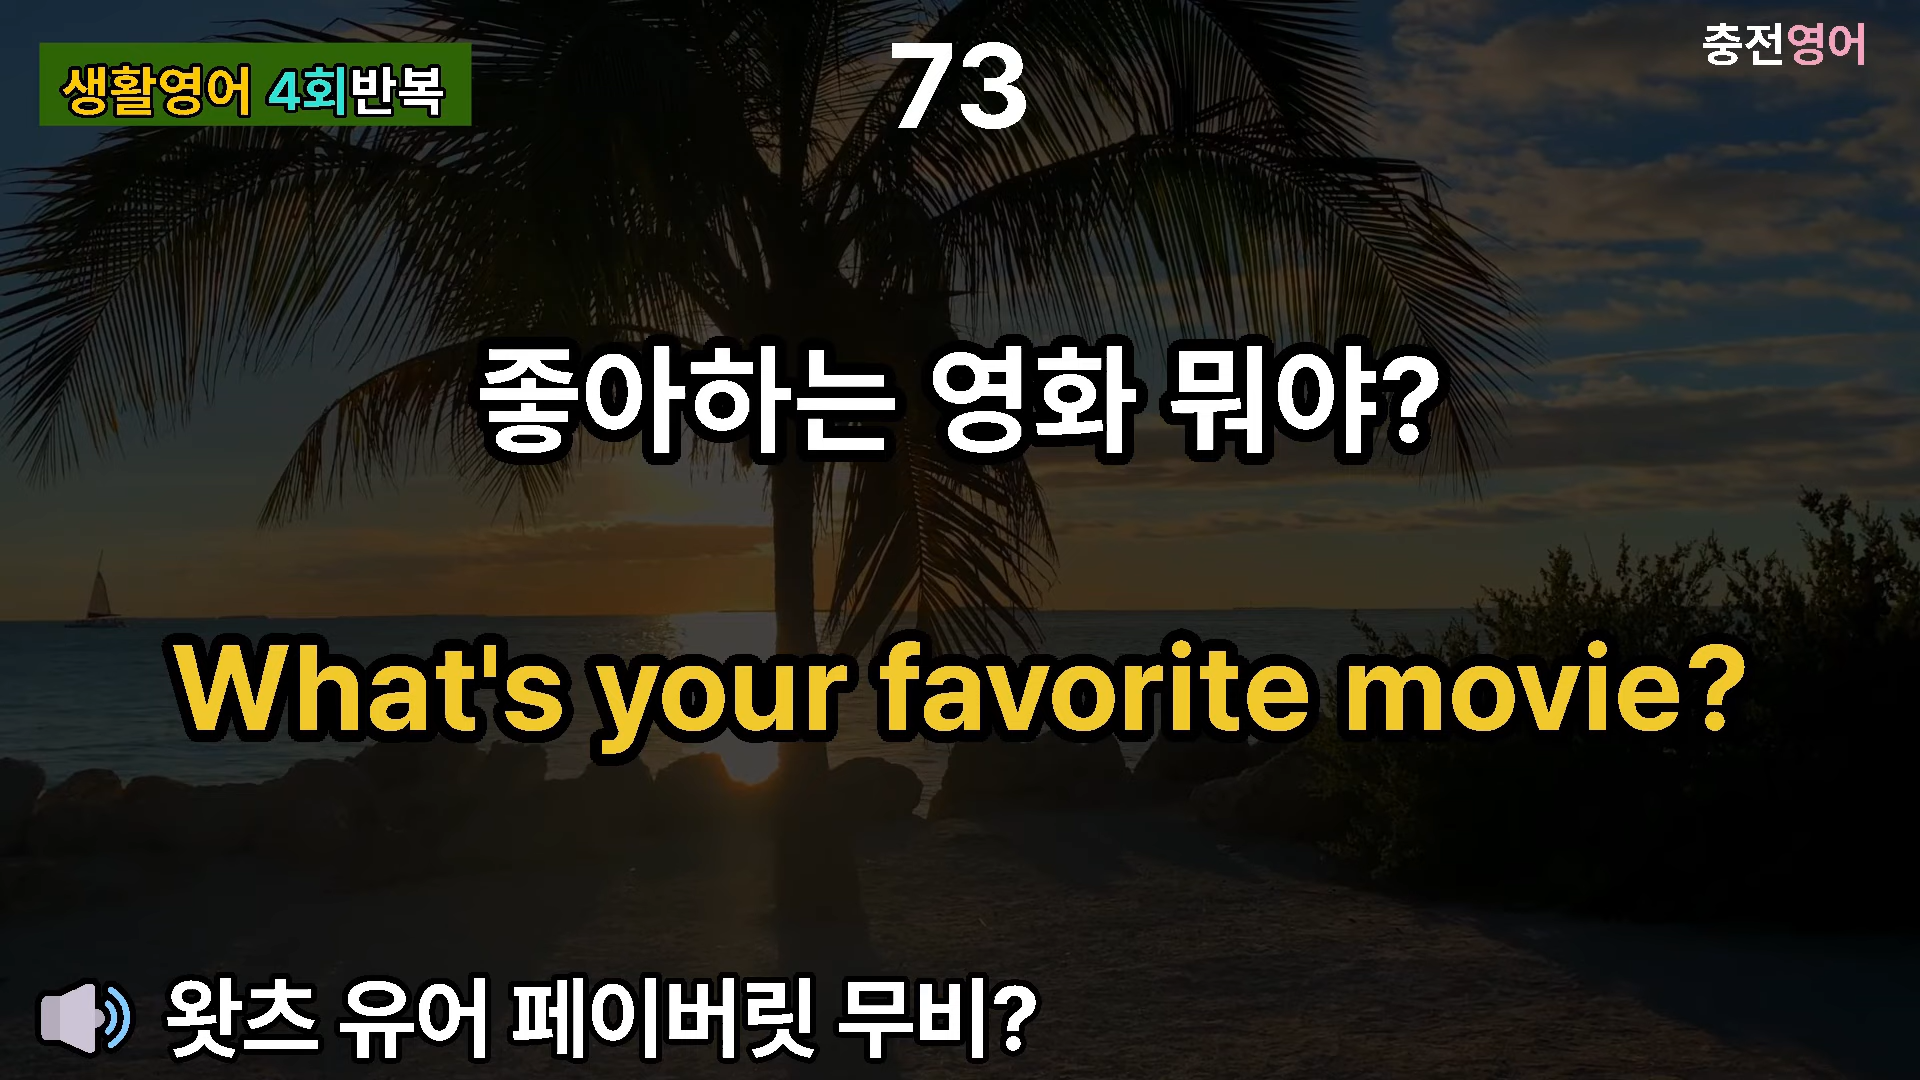 생활영어 4회반복
73
충전영어
좋아하는 영화 뭐야?
What's your favorite movie?
왓츠 유어 페이버릿 무비?